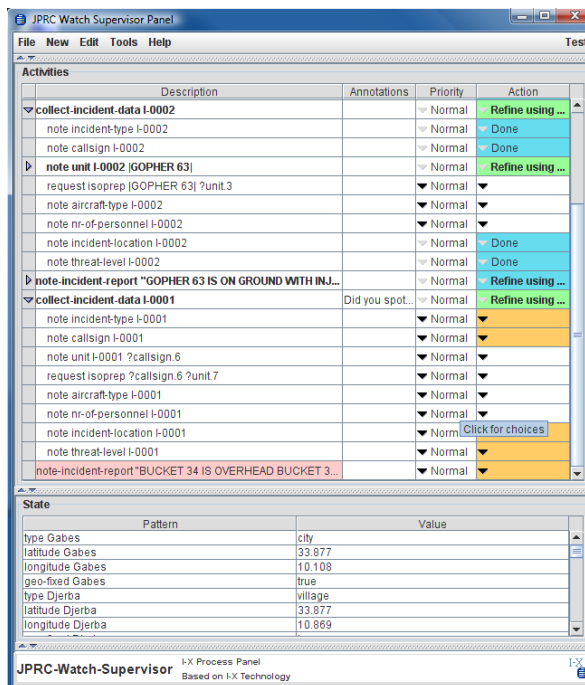 JPRC Watch Supervisor Panel
File New Edit Tools Help Test
Activities
Description Annotations Priority Action
collect-incident-data I-0002 Normal Refine using ...
note incident-type I-0002 Normal Done
note callsign I-0002 Normal Done
note unit I-0002 |GOPHER 63| Normal Refine using ...
request isoprep |GOPHER 63| ?unit.3 Normal
note aircraft-type I-0002 Normal
note nr-of-personnel I-0002 Normal
note incident-location I-0002 Normal Done
note threat-level I-0002 Normal Done
note-incident-report "GOPHER 63 IS ON GROUND WITH INJ... Normal Refine using ...
collect-incident-data I-0001 Did you spot... Normal Refine using ...
note incident-type I-0001 Normal
note callsign I-0001 Normal
note unit I-0001 ?callsign.6 Normal
request isoprep ?callsign.6 ?unit.7 Normal
note aircraft-type I-0001 Normal
note nr-of-personnel I-0001 Normal
note incident-location I-0001 Norm Click for choices
note threat-level I-0001 Normal
note-incident-report "BUCKET 34 IS OVERHEAD BUCKET 3... Normal
State
Pattern Value
type Gabes city
latitude Gabes 33.877
longitude Gabes 10.108
geo-fixed Gabes true
type Djerba village
latitude Djerba 33.877
longitude Djerba 10.869
JPRC-Watch-Supervisor I-X Process Panel I-X
Based on I-X Technology